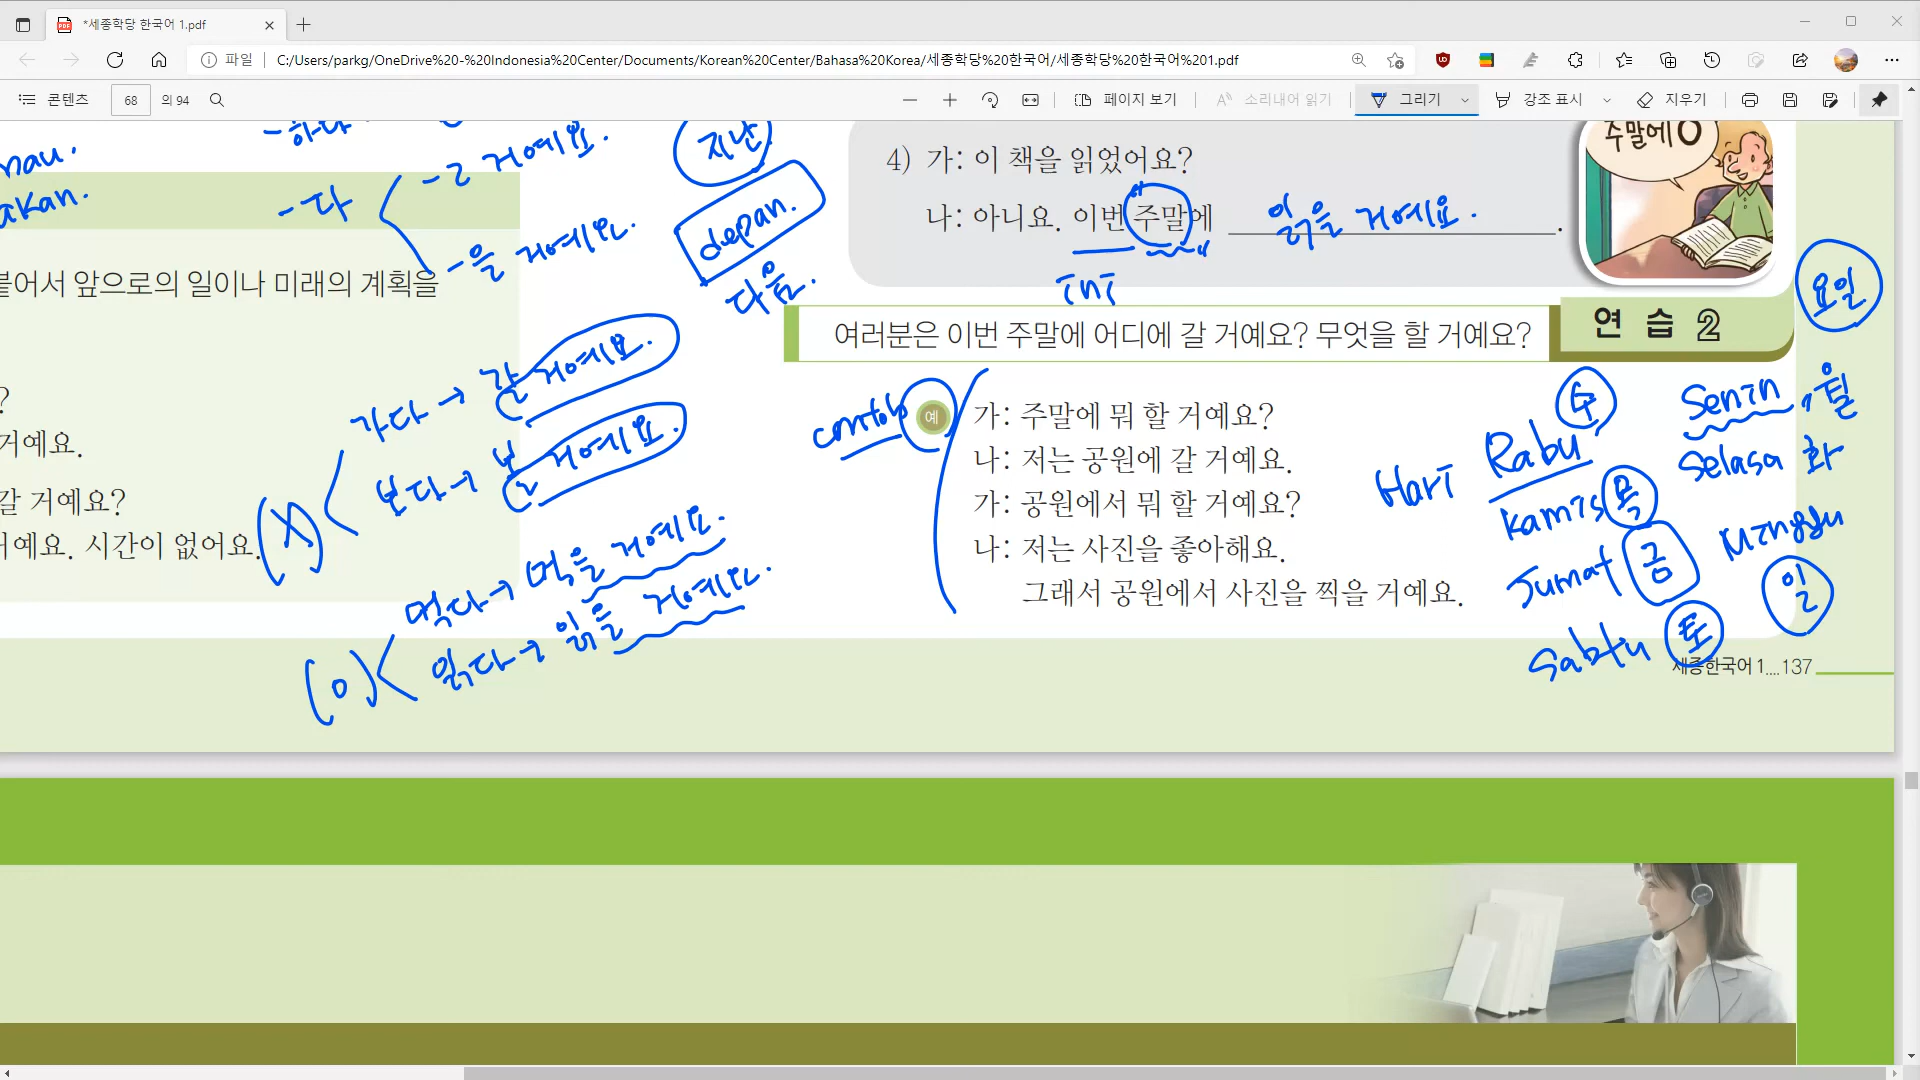 *세종학당 한국어 1.pdf
파일
C:/Users/parkg/OneDrive%20-%20Indonesia%20Center/Documents/Korean%20Center/Bahasa%20Korea/세종학당%20한국어/세종학당%20한국어%201.pdf
콘텐츠
68
의 94
페이지 보기
소리내어 읽기
그리기
강조 표시
지우기
mau.
akan.
-하다
-다
-ㄹ 거예요.
-을 거예요.
지난
depan.
다음.
붙어서 앞으로의 일이나 미래의 계획을
?
거예요.
갈 거예요?
거예요. 시간이 없어요.
(X)
가다→ 갈 거예요.
보다→ 볼 거예요.
(O)
먹다→ 먹을 거예요.
읽다→ 읽을 거예요.
4) 가: 이 책을 읽었어요?
나: 아니요. 이번 주말에 읽을 거예요.
ini
주말에
요일
연 습 2
여러분은 이번 주말에 어디에 갈 거예요? 무엇을 할 거예요?
contoh
예
가: 주말에 뭐 할 거예요?
나: 저는 공원에 갈 거예요.
가: 공원에서 뭐 할 거예요?
나: 저는 사진을 좋아해요.
그래서 공원에서 사진을 찍을 거예요.
Hari
Senin 월
Selasa 화
Rabu 수
Kamis 목
Jumat 금
Sabtu 토
Minggu
일
세종한국어 1....137